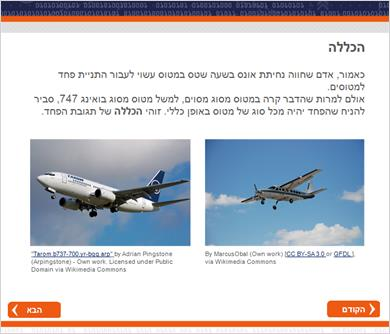 הכללה
כאמור, אדם שחווה נחיתת אונס בשעה שטס במטוס עשוי לעבור התניית פחד
למטוסים.
אולם למרות שהדבר קרה במטוס מסוג מסוים, למשל מטוס מסוג בואינג 747, סביר
להניח שהפחד יהיה מכל סוג של מטוס באופן כללי. זוהי הכללה של תגובת הפחד.
By MarcusObal (Own work) [CC BY-SA 3.0 or GFDL],
via Wikimedia Commons
"Tarom.b737-700.yr-bgg.arp" by Adrian Pingstone
(Arpingstone) - Own work. Licensed under Public
Domain via Wikimedia Commons
הקודם
הבא